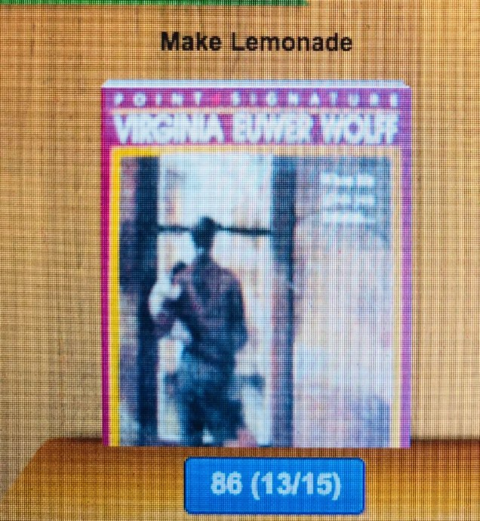 Make Lemonade
POINT SIGNATURE
VIRGINIA EUWER WOLFF
86 (13/15)